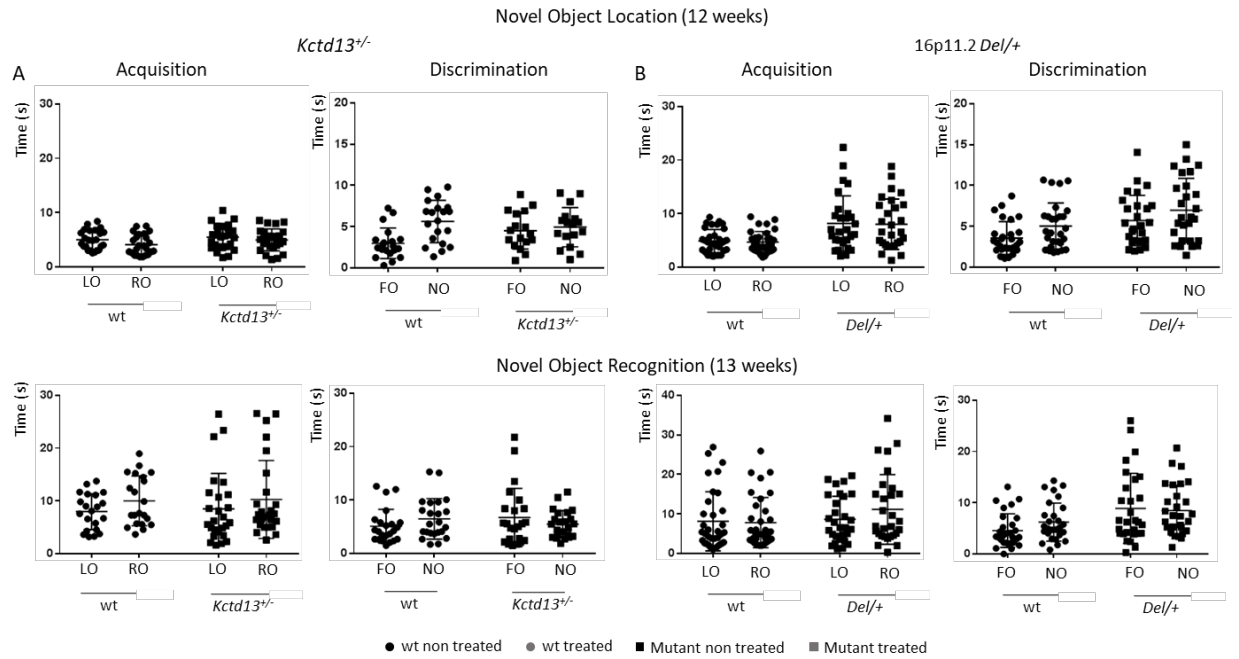 Novel Object Location (12 weeks)
Kctd13+/-
16p11.2 Del/+
A
Acquisition
Discrimination
B
Acquisition
Discrimination
Time (s)
30
20
10
0
LO RO LO RO
wt Kctd13+/-
Time (s)
20
15
10
5
0
FO NO FO NO
wt Kctd13+/-
Time (s)
30
20
10
0
LO RO LO RO
wt Del/+
Time (s)
20
15
10
5
0
FO NO FO NO
wt Del/+
Novel Object Recognition (13 weeks)
Time (s)
30
20
10
0
LO RO LO RO
wt Kctd13+/-
Time (s)
30
20
10
0
FO NO FO NO
wt Kctd13+/-
Time (s)
40
30
20
10
0
LO RO LO RO
wt Del/+
Time (s)
30
20
10
0
FO NO FO NO
wt Del/+
wt non treated wt treated Mutant non treated Mutant treated